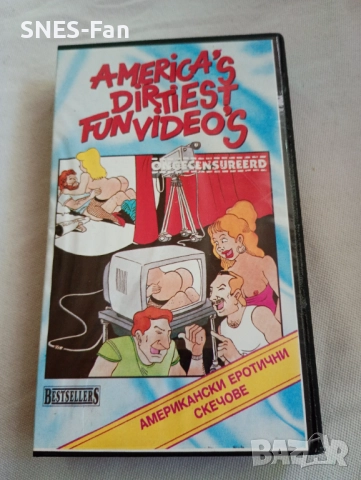 SNES-Fan
AMERICA'S
DIRTIEST
FUNVIDEO'S
ONGECENSUREERD
АМЕРИКАНСКИ ЕРОТИЧНИ
СКЕЧОВЕ
BESTSELLERS
BAZAR